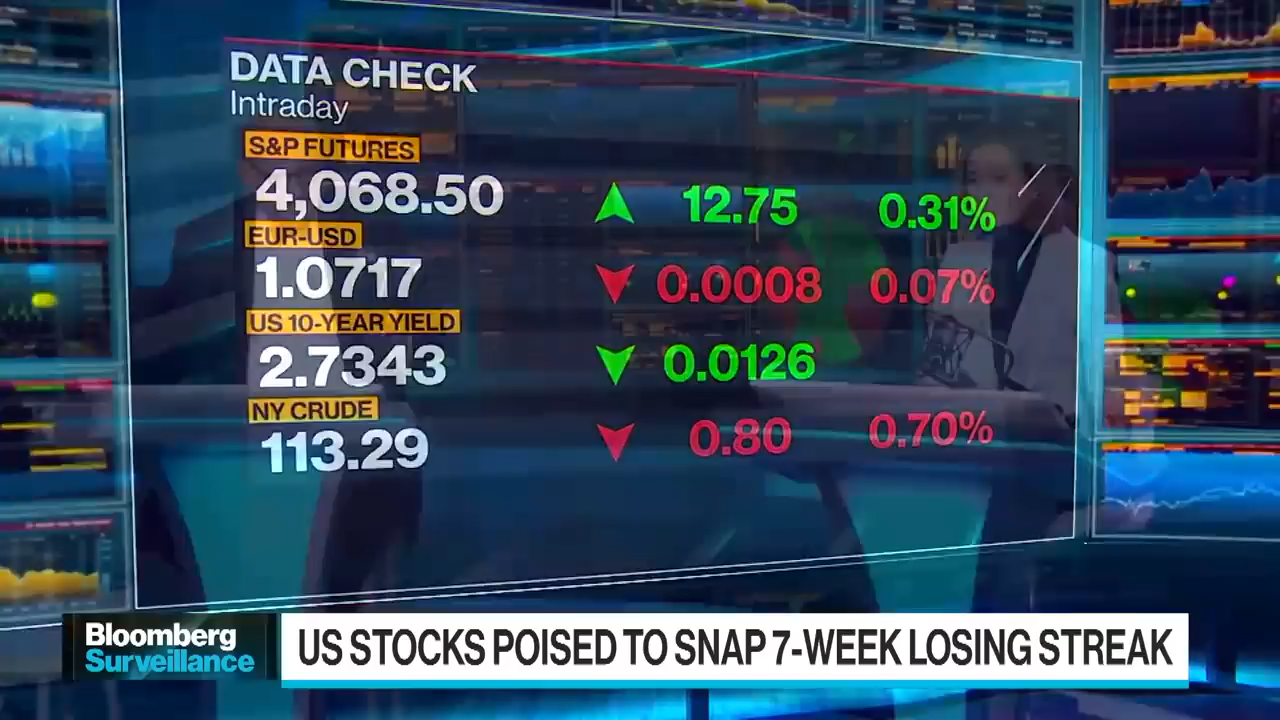 DATA CHECK
Intraday
S&P FUTURES
4,068.50 12.75 0.31%
EUR-USD
1.0717 0.0008 0.07%
US 10-YEAR YIELD
2.7343 0.0126
NY CRUDE
113.29 0.80 0.70%
Bloomberg
Surveillance
US STOCKS POISED TO SNAP 7-WEEK LOSING STREAK